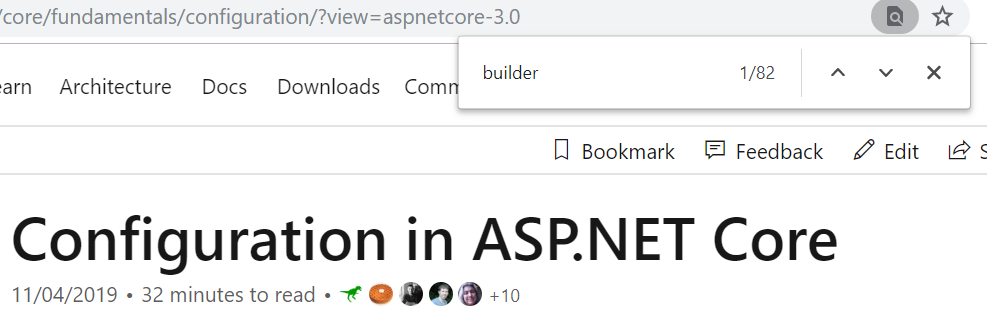 /core/fundamentals/configuration/?view=aspnetcore-3.0
builder 1/82
earn Architecture Docs Downloads Comm
Bookmark Feedback Edit S
Configuration in ASP.NET Core
11/04/2019 • 32 minutes to read • +10